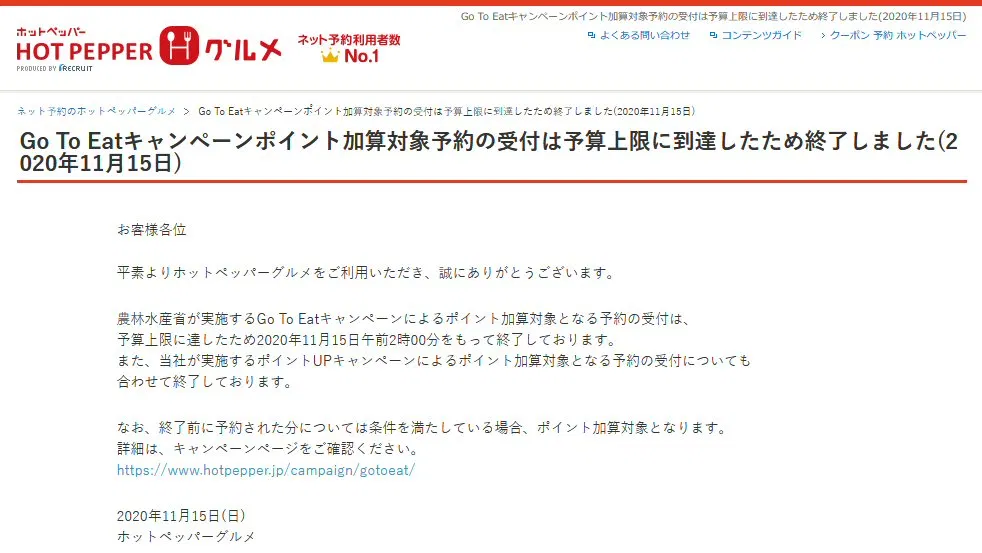 Go To Eatキャンペーンポイント加算対象予約の受付は予算上限に到達したため終了しました(2020年11月15日)
ホットペッパー
HOT PEPPER グルメ
PRODUCED BY RECRUIT
ネット予約利用者数
No.1
よくある問い合わせ コンテンツガイド クーポン 予約 ホットペッパー
ネット予約のホットペッパーグルメ > Go To Eatキャンペーンポイント加算対象予約の受付は予算上限に到達したため終了しました(2020年11月15日)
Go To Eatキャンペーンポイント加算対象予約の受付は予算上限に到達したため終了しました(2
020年11月15日)
お客様各位
平素よりホットペッパーグルメをご利用いただき、誠にありがとうございます。
農林水産省が実施するGo To Eatキャンペーンによるポイント加算対象となる予約の受付は、
予算上限に達したため2020年11月15日午前2時00分をもって終了しております。
また、当社が実施するポイントUPキャンペーンによるポイント加算対象となる予約の受付についても
合わせて終了しております。
なお、終了前に予約された分については条件を満たしている場合、ポイント加算対象となります。
詳細は、キャンペーンページをご確認ください。
https://www.hotpepper.jp/campaign/gotoeat/
2020年11月15日(日)
ホットペッパーグルメ